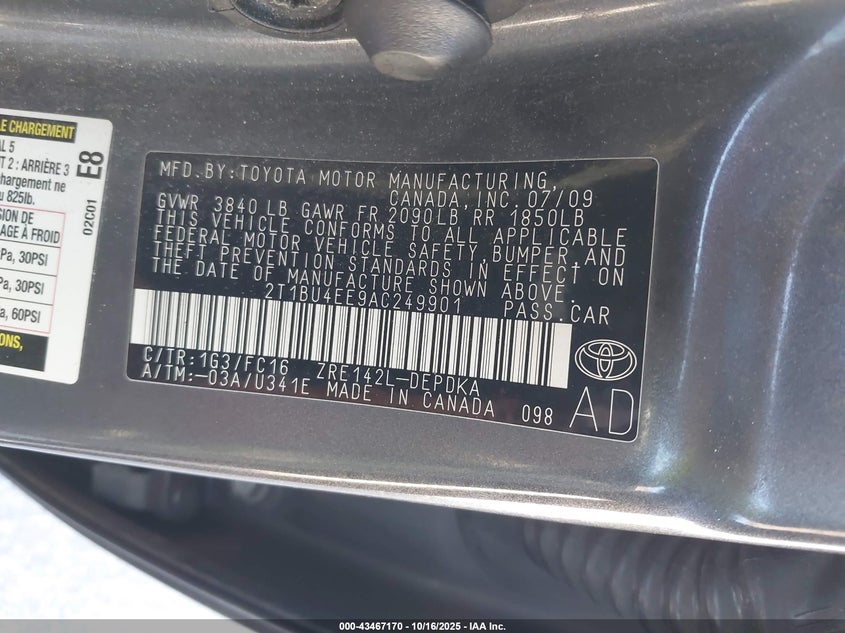 LE CHARGEMENT
AL 5
T 2 : ARRIÈRE 3
hargement ne
u 825lb.
E8
02C01
SION DE
AGE À FROID
Pa, 30PSI
Pa, 30PSI
a, 60PSI
ONS,
MFD. BY: TOYOTA MOTOR MANUFACTURING,
CANADA, INC. 07/09
GVWR 3840 LB GAWR FR 2090LB, RR 1850LB
THIS VEHICLE CONFORMS TO ALL APPLICABLE
FEDERAL MOTOR VEHICLE SAFETY, BUMPER, AND
THEFT PREVENTION STANDARDS IN EFFECT ON
THE DATE OF MANUFACTURE SHOWN ABOVE.
2T1BU4EE9AC249901 PASS.CAR
C/TR: 1G3/FC16 ZRE142L-DEPDKA
A/TM: -03A/U341E MADE IN CANADA 098
AD
000-43467170 - 10/16/2025 - IAA Inc.